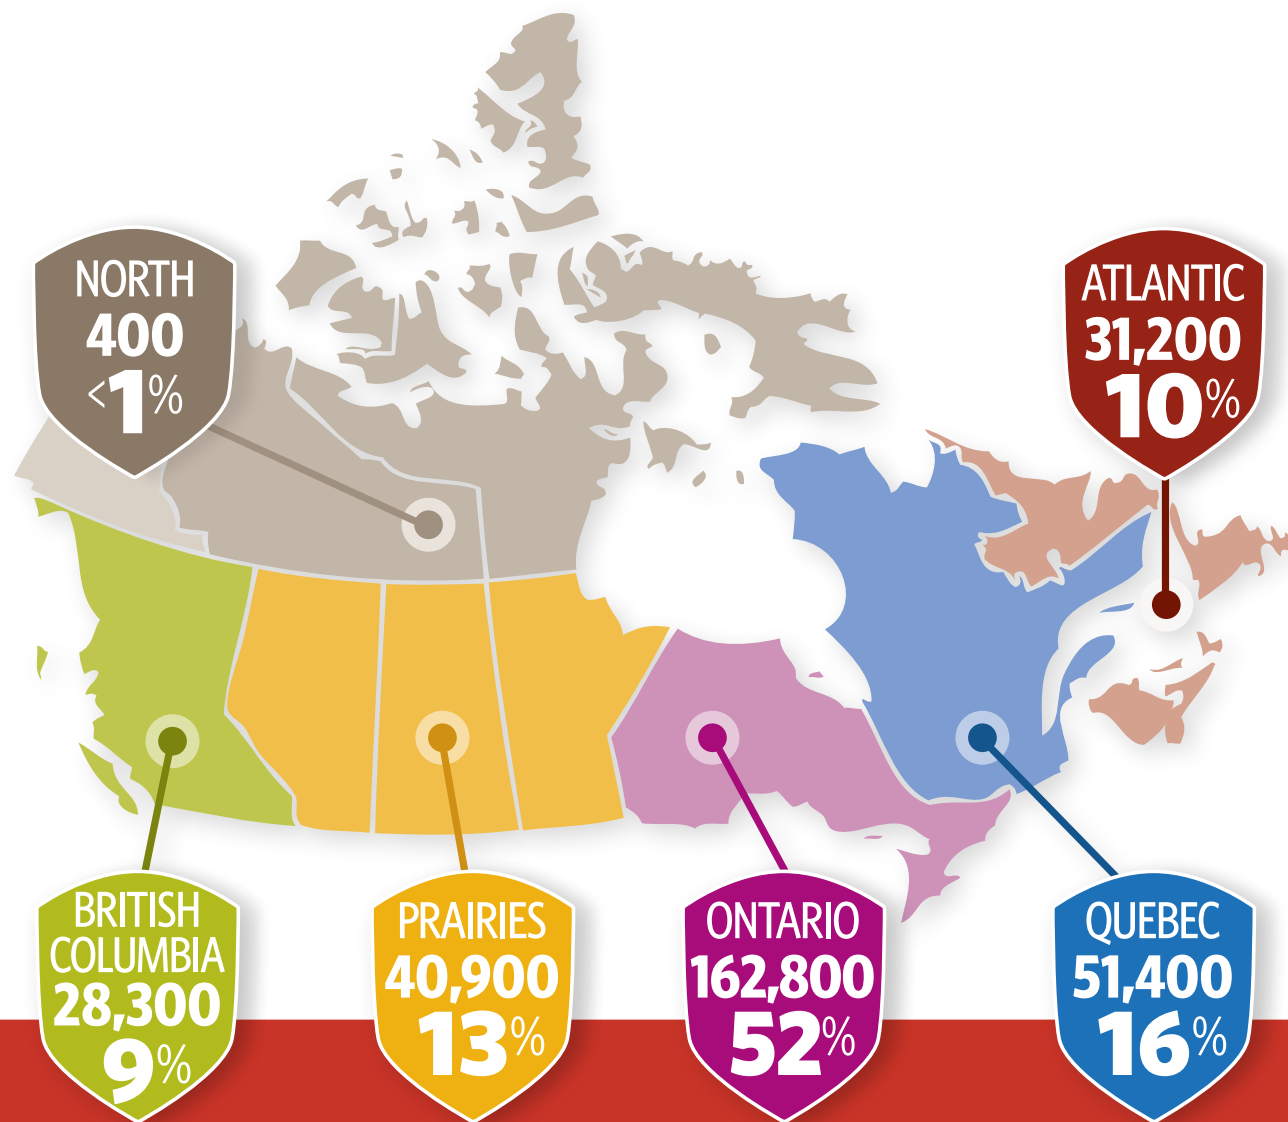 NORTH
400
<1%
ATLANTIC
31,200
10%
BRITISH
COLUMBIA
28,300
9%
PRAIRIES
40,900
13%
ONTARIO
162,800
52%
QUEBEC
51,400
16%